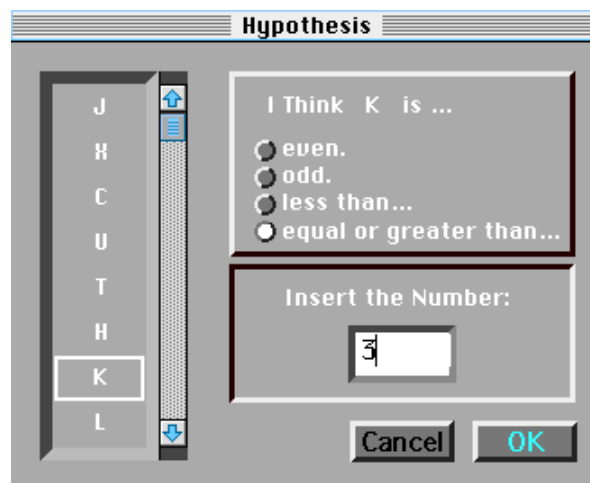 Hypothesis
J
X
C
U
T
H
K
L
I Think K is ...
even.
odd.
less than...
equal or greater than...
Insert the Number:
3
Cancel
OK